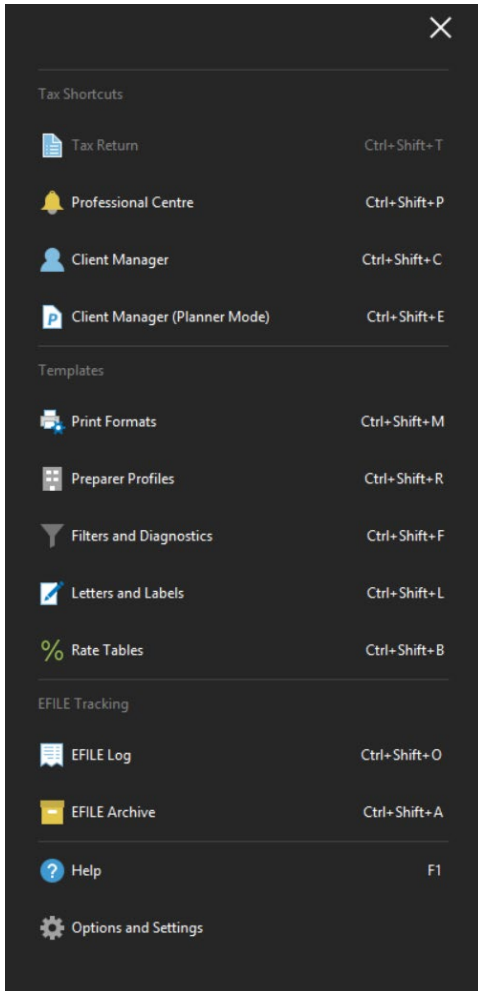 Tax Shortcuts
Tax Return Ctrl+Shift+T
Professional Centre Ctrl+Shift+P
Client Manager Ctrl+Shift+C
Client Manager (Planner Mode) Ctrl+Shift+E
Templates
Print Formats Ctrl+Shift+M
Preparer Profiles Ctrl+Shift+R
Filters and Diagnostics Ctrl+Shift+F
Letters and Labels Ctrl+Shift+L
% Rate Tables Ctrl+Shift+B
EFILE Tracking
EFILE Log Ctrl+Shift+O
EFILE Archive Ctrl+Shift+A
? Help F1
Options and Settings